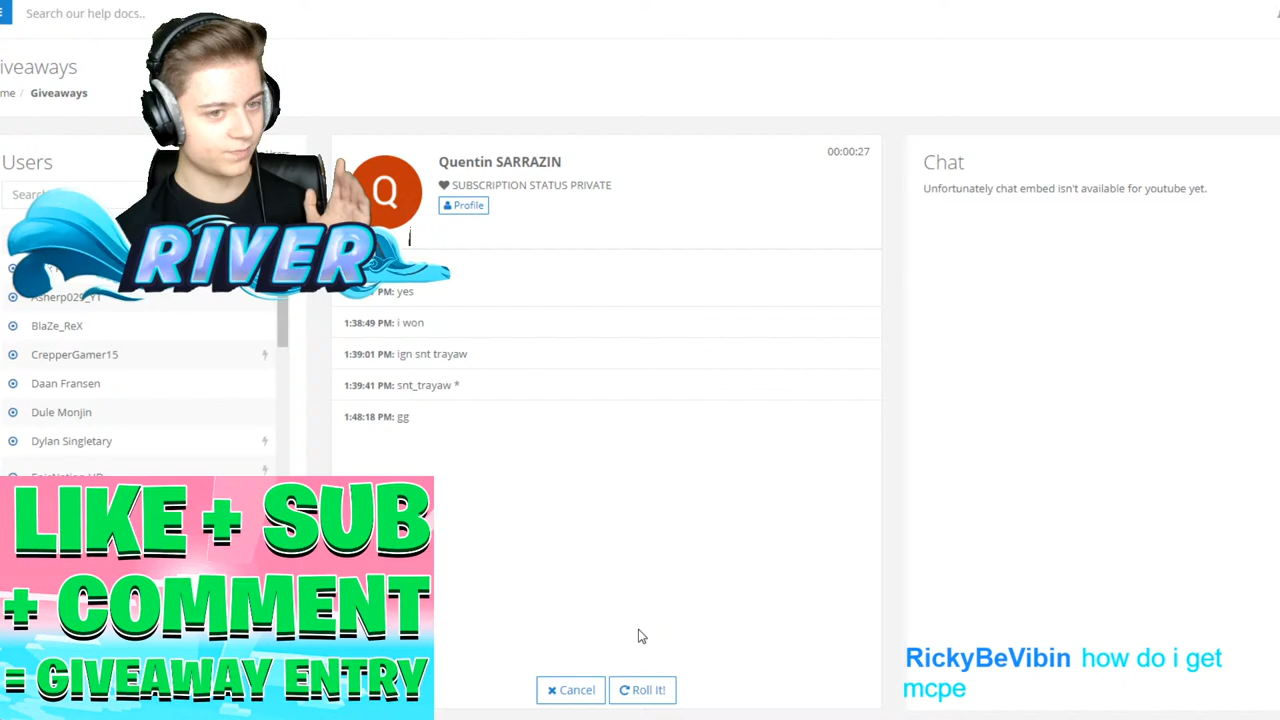 Search our help docs..
iveaways
me / Giveaways
Users
Search
Quentin SARRAZIN
SUBSCRIPTION STATUS PRIVATE
Profile
00:00:27
Q
RIVER
Asherp029_YT
BlaZe_ReX
CrepperGamer15
Daan Fransen
Dule Monjin
Dylan Singletary
PM: yes
1:38:49 PM: i won
1:39:01 PM: ign snt trayaw
1:39:41 PM: snt_trayaw *
1:48:18 PM: gg
Cancel
Roll It!
Chat
Unfortunately chat embed isn't available for youtube yet.
LIKE + SUB
+ COMMENT
= GIVEAWAY ENTRY
RickyBeVibin how do i get
mcpe